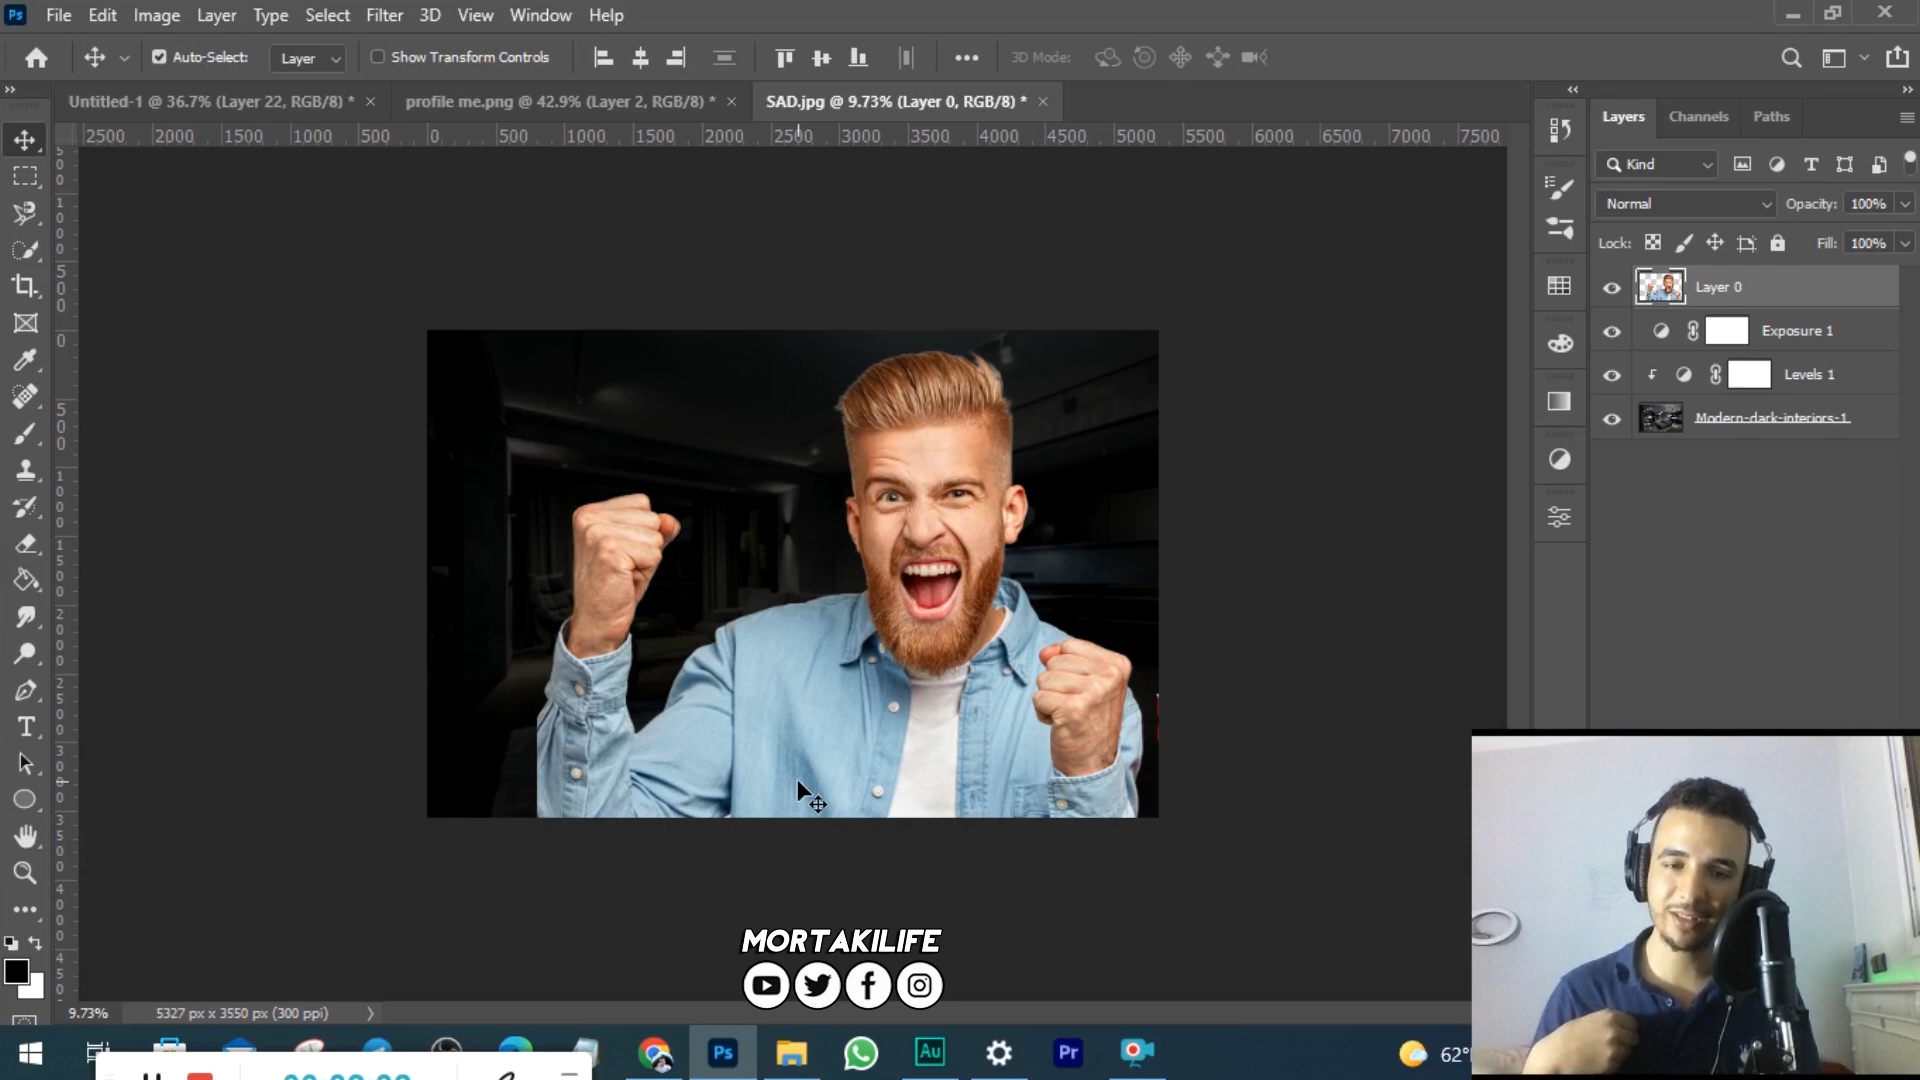 Ps File Edit Image Layer Type Select Filter 3D View Window Help
Auto-Select: Layer Show Transform Controls 3D Mode:
Untitled-1 @ 36.7% (Layer 22, RGB/8) * profile me.png @ 42.9% (Layer 2, RGB/8) * SAD.jpg @ 9.73% (Layer 0, RGB/8) *
2500 2000 1500 1000 500 0 500 1000 1500 2000 2500 3000 3500 4000 4500 5000 5500 6000 6500 7000 7500
Layers Channels Paths
Kind
Normal Opacity: 100%
Lock: Fill: 100%
Layer 0
Exposure 1
Levels 1
Modern-dark-interiors-1
MORTAKILIFE
9.73% 5327 px x 3550 px (300 ppi)
Ps Au Pr 62°